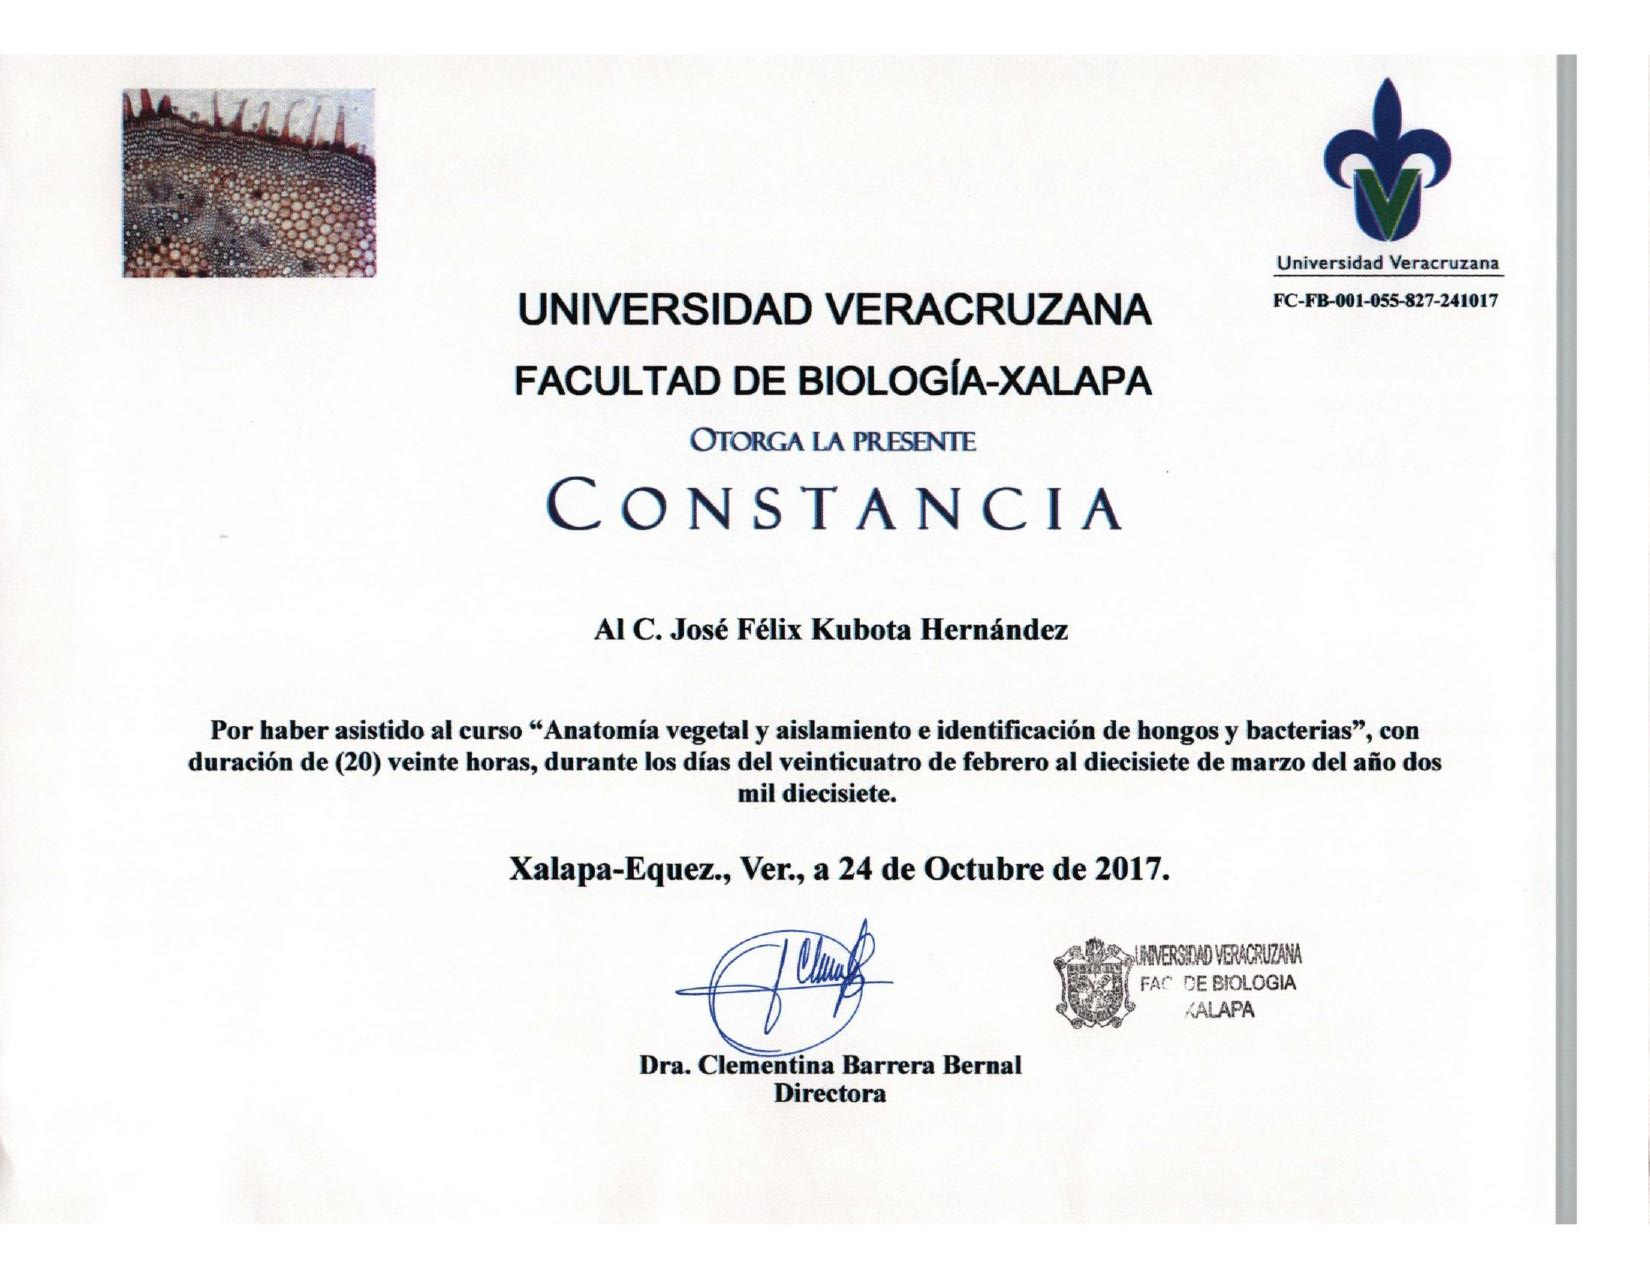 Universidad Veracruzana
FC-FB-001-055-827-241017
UNIVERSIDAD VERACRUZANA
FACULTAD DE BIOLOGÍA-XALAPA
OTORGA LA PRESENTE
CONSTANCIA
Al C. José Félix Kubota Hernández
Por haber asistido al curso “Anatomía vegetal y aislamiento e identificación de hongos y bacterias”, con
duración de (20) veinte horas, durante los días del veinticuatro de febrero al diecisiete de marzo del año dos
mil diecisiete.
Xalapa-Equez., Ver., a 24 de Octubre de 2017.
UNIVERSIDAD VERACRUZANA
FAC DE BIOLOGIA
XALAPA
Dra. Clementina Barrera Bernal
Directora